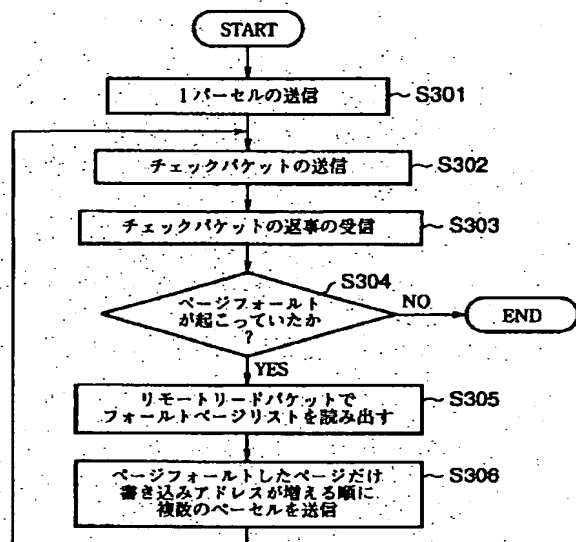 START
1パーセルの送信
S301
チェックパケットの送信
S302
チェックパケットの返事の受信
S303
S304
ページフォールト
が起こっていたか
?
NO
END
YES
リモートリードパケットで
フォールトページリストを読み出す
S305
ページフォールトしたページだけ
書き込みアドレスが増える順に
複数のパーセルを送信
S306